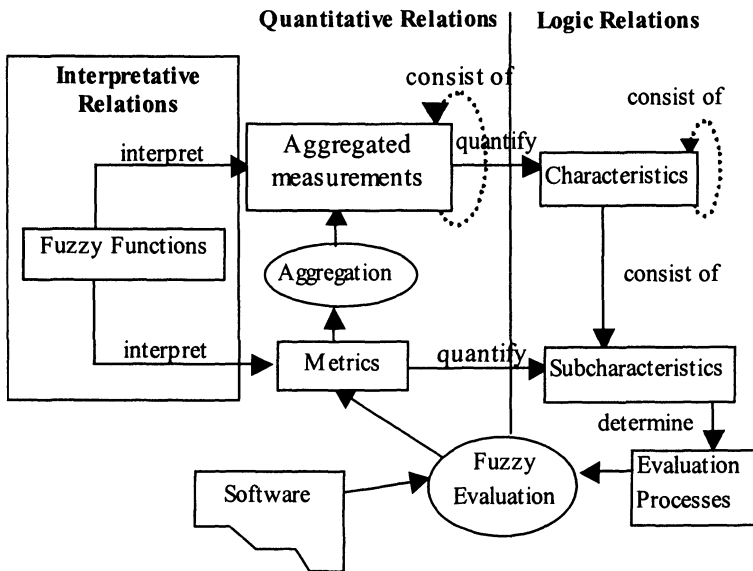 Quantitative Relations
Logic Relations
Interpretative
Relations
consist of
consist of
interpret
Aggregated
measurements
quantify
Characteristics
Fuzzy Functions
Aggregation
consist of
interpret
Metrics
quantify
Subcharacteristics
determine
Software
Fuzzy
Evaluation
Evaluation
Processes